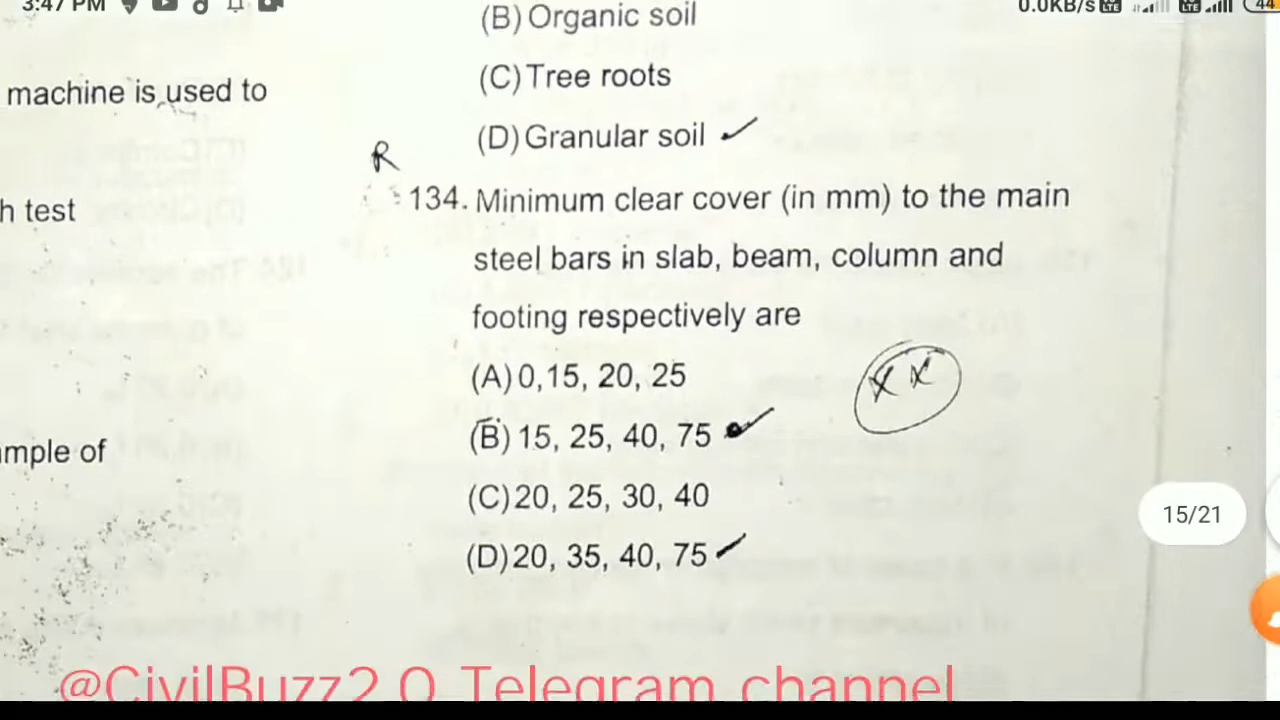 3:47 PM
0.0KB/s
44
(B) Organic soil
machine is used to
(C) Tree roots
(D) Granular soil
R
h test
134. Minimum clear cover (in mm) to the main
steel bars in slab, beam, column and
footing respectively are
(A) 0,15, 20, 25
x x
(B) 15, 25, 40, 75
mple of
(C) 20, 25, 30, 40
15/21
(D) 20, 35, 40, 75
@CivilBuzz2.O Telegram channel